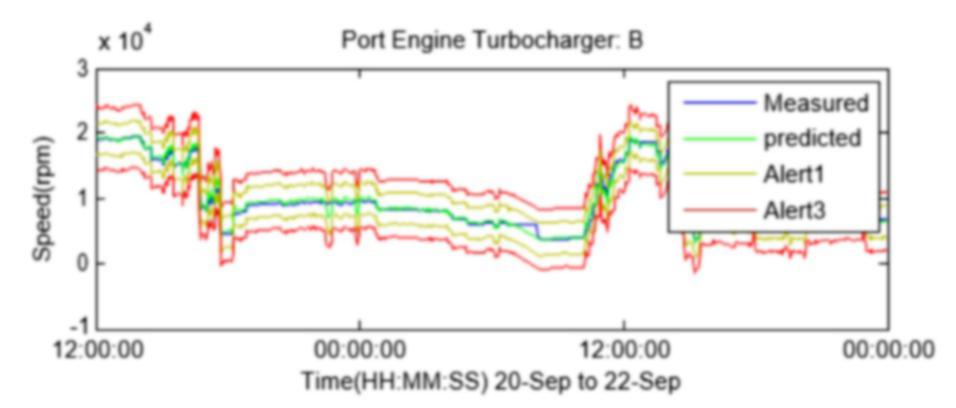 x 10^4
Port Engine Turbocharger: B
3
2
1
0
-1
Speed(rpm)
Measured
predicted
Alert1
Alert3
12:00:00 00:00:00 12:00:00 00:00:00
Time(HH:MM:SS) 20-Sep to 22-Sep